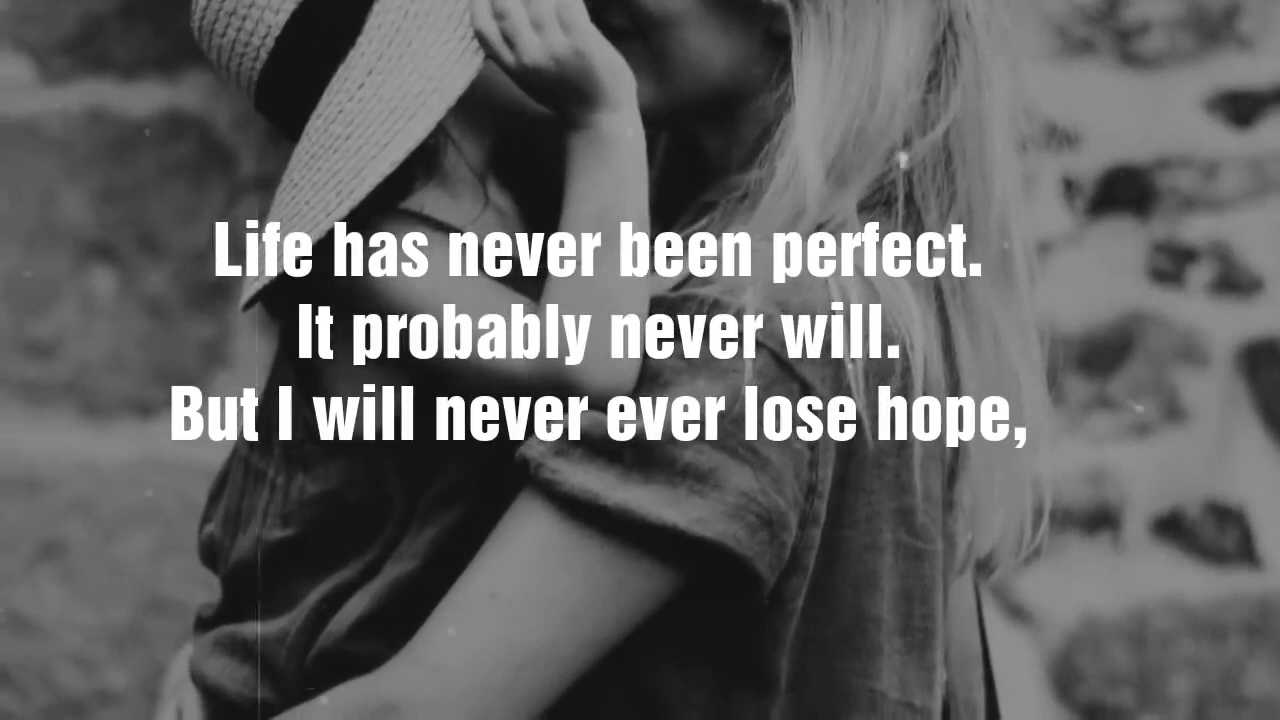 Life has never been perfect.
It probably never will.
But I will never ever lose hope,